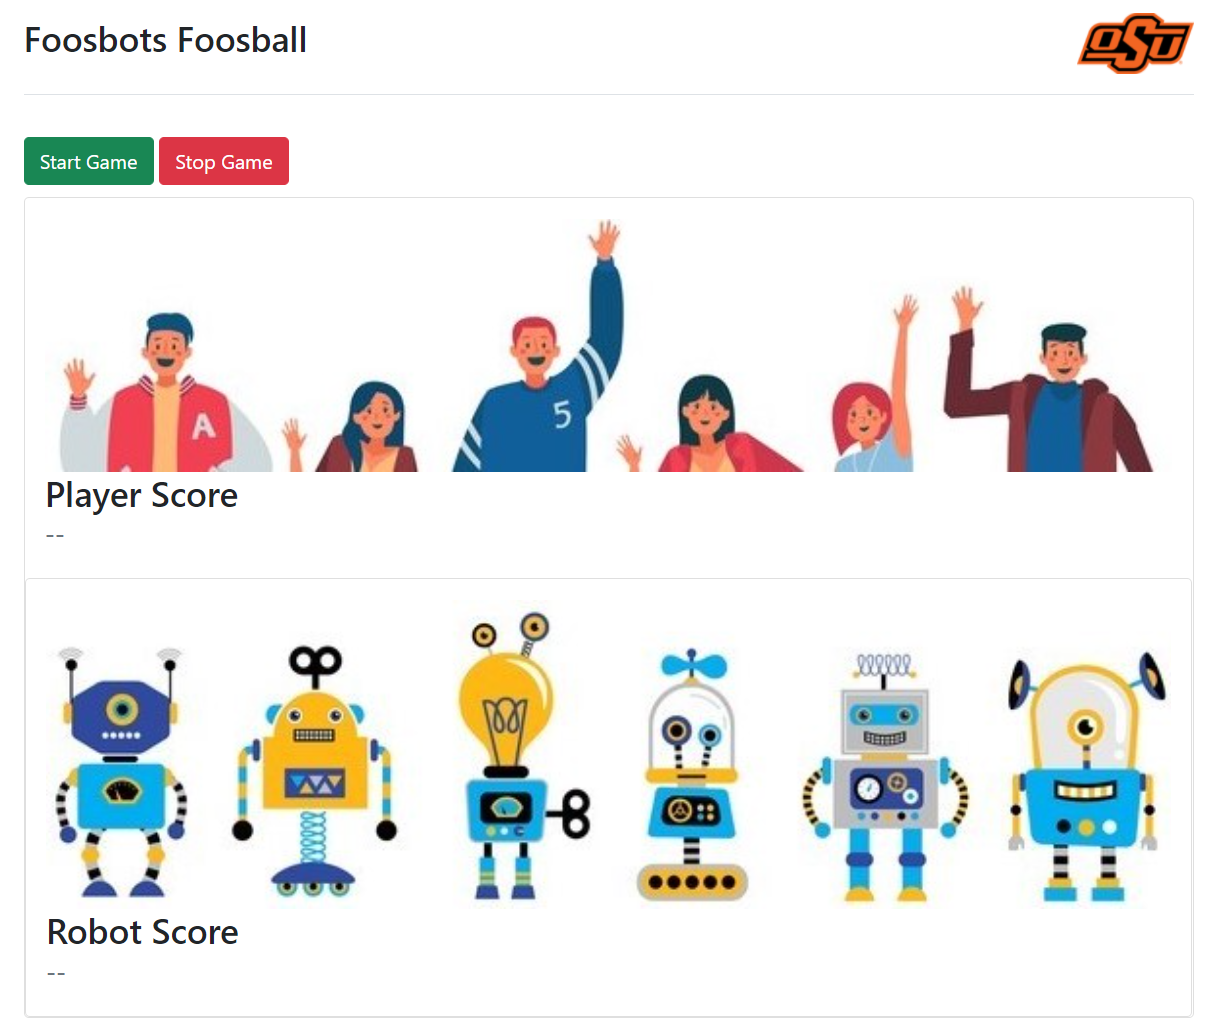 Foosbots Foosball
OSU
Start Game
Stop Game
A
5
Player Score
--
Robot Score
--